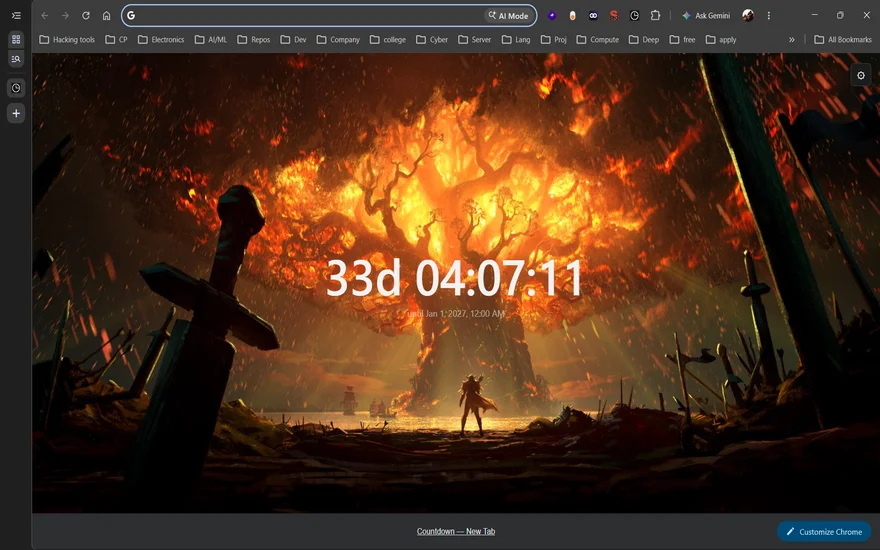 G
AI Mode
Ask Gemini
Hacking tools
CP
Electronics
AI/ML
Repos
Dev
Company
college
Cyber
Server
Lang
Proj
Compute
Deep
free
apply
»
All Bookmarks
33d 04:07:11
until Jan 1, 2027, 12:00 AM
Countdown — New Tab
Customize Chrome